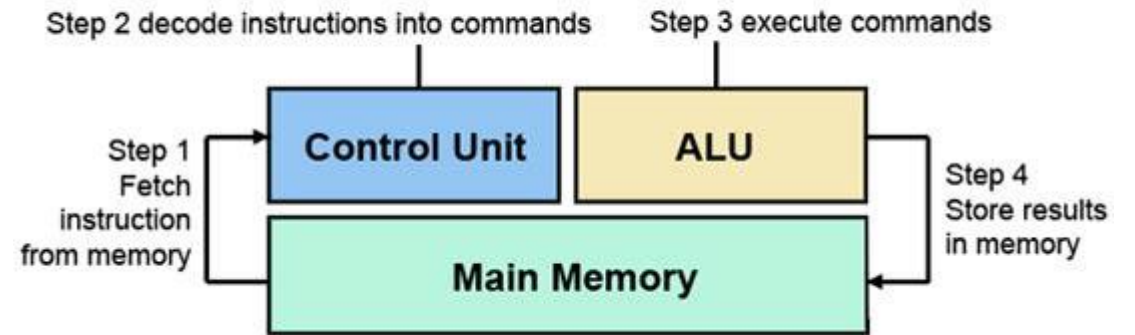 Step 2 decode instructions into commands
Step 3 execute commands
Control Unit
ALU
Step 1
Fetch
instruction
from memory
Step 4
Store results
in memory
Main Memory